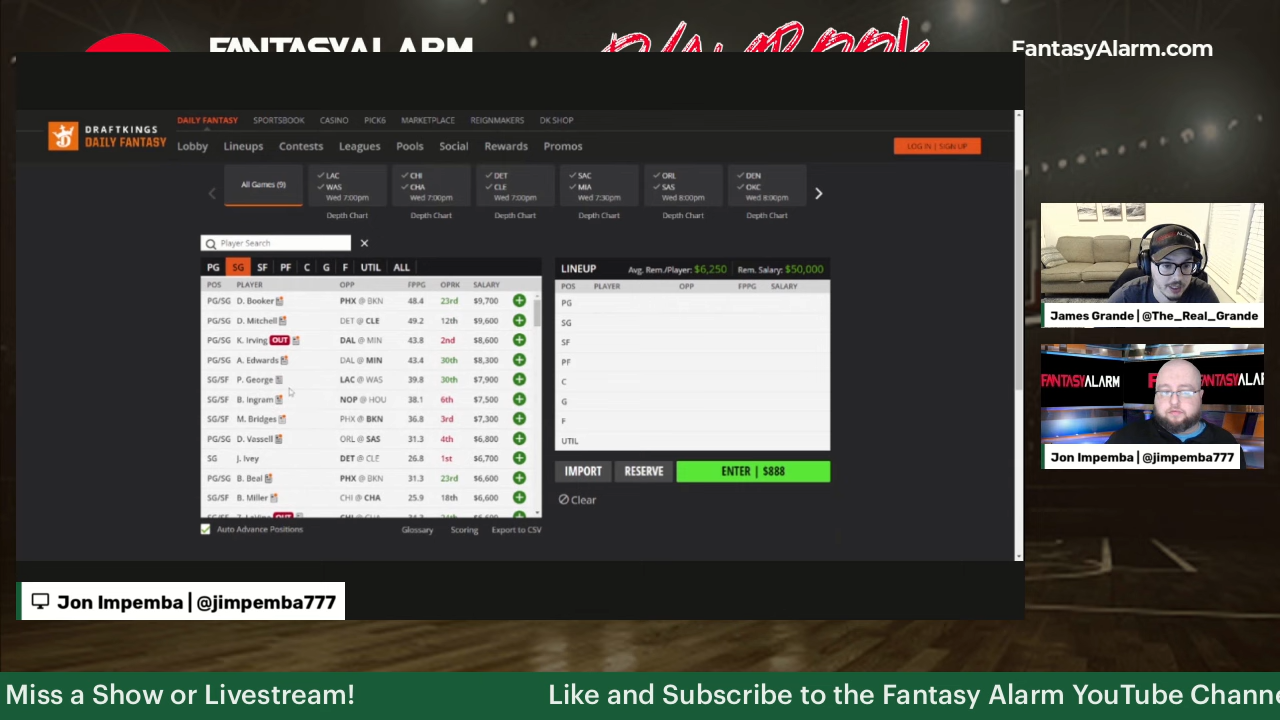 FANTASYALARM
PLAYBOOK
FantasyAlarm.com
DRAFTKINGS
DAILY FANTASY
DAILY FANTASY SPORTSBOOK CASINO PICK6 MARKETPLACE REIGNMAKERS DK SHOP
Lobby Lineups Contests Leagues Pools Social Rewards Promos
LOG IN | SIGN UP
All Games (9)
LAC
WAS
Wed 7:00pm
Depth Chart
CHI
CHA
Wed 7:00pm
Depth Chart
DET
CLE
Wed 7:00pm
Depth Chart
SAC
MIA
Wed 7:30pm
Depth Chart
ORL
SAS
Wed 8:00pm
Depth Chart
DEN
OKC
Wed 8:00pm
Depth Chart
Player Search
PG SG SF PF C G F UTIL ALL
POS PLAYER OPP FPPG OPRK SALARY
PG/SG D. Booker PHX @ BKN 48.4 23rd $9,700
PG/SG D. Mitchell DET @ CLE 49.2 12th $9,600
PG/SG K. Irving OUT DAL @ MIN 43.8 2nd $8,600
PG/SG A. Edwards DAL @ MIN 43.4 30th $8,300
SG/SF P. George LAC @ WAS 39.8 30th $7,900
SG/SF B. Ingram NOP @ HOU 38.1 6th $7,500
SG/SF M. Bridges PHX @ BKN 36.8 3rd $7,300
PG/SG D. Vassell ORL @ SAS 31.3 4th $6,800
SG J. Ivey DET @ CLE 26.8 1st $6,700
PG/SG B. Beal PHX @ BKN 31.3 23rd $6,600
SG/SF B. Miller CHI @ CHA 25.9 18th $6,600
Auto Advance Positions
Glossary Scoring Export to CSV
LINEUP Avg. Rem./Player: $6,250 Rem. Salary: $50,000
POS PLAYER OPP FPPG SALARY
PG
SG
SF
PF
C
G
F
UTIL
IMPORT RESERVE ENTER | $888
Clear
James Grande | @The_Real_Grande
FANTASYALARM
Jon Impemba | @jimpemba777
Jon Impemba | @jimpemba777
Miss a Show or Livestream! Like and Subscribe to the Fantasy Alarm YouTube Channe